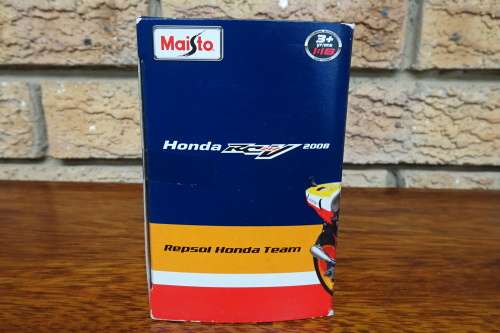 Maisto
3+
1:18
Honda RC211V 2008
Repsol Honda Team